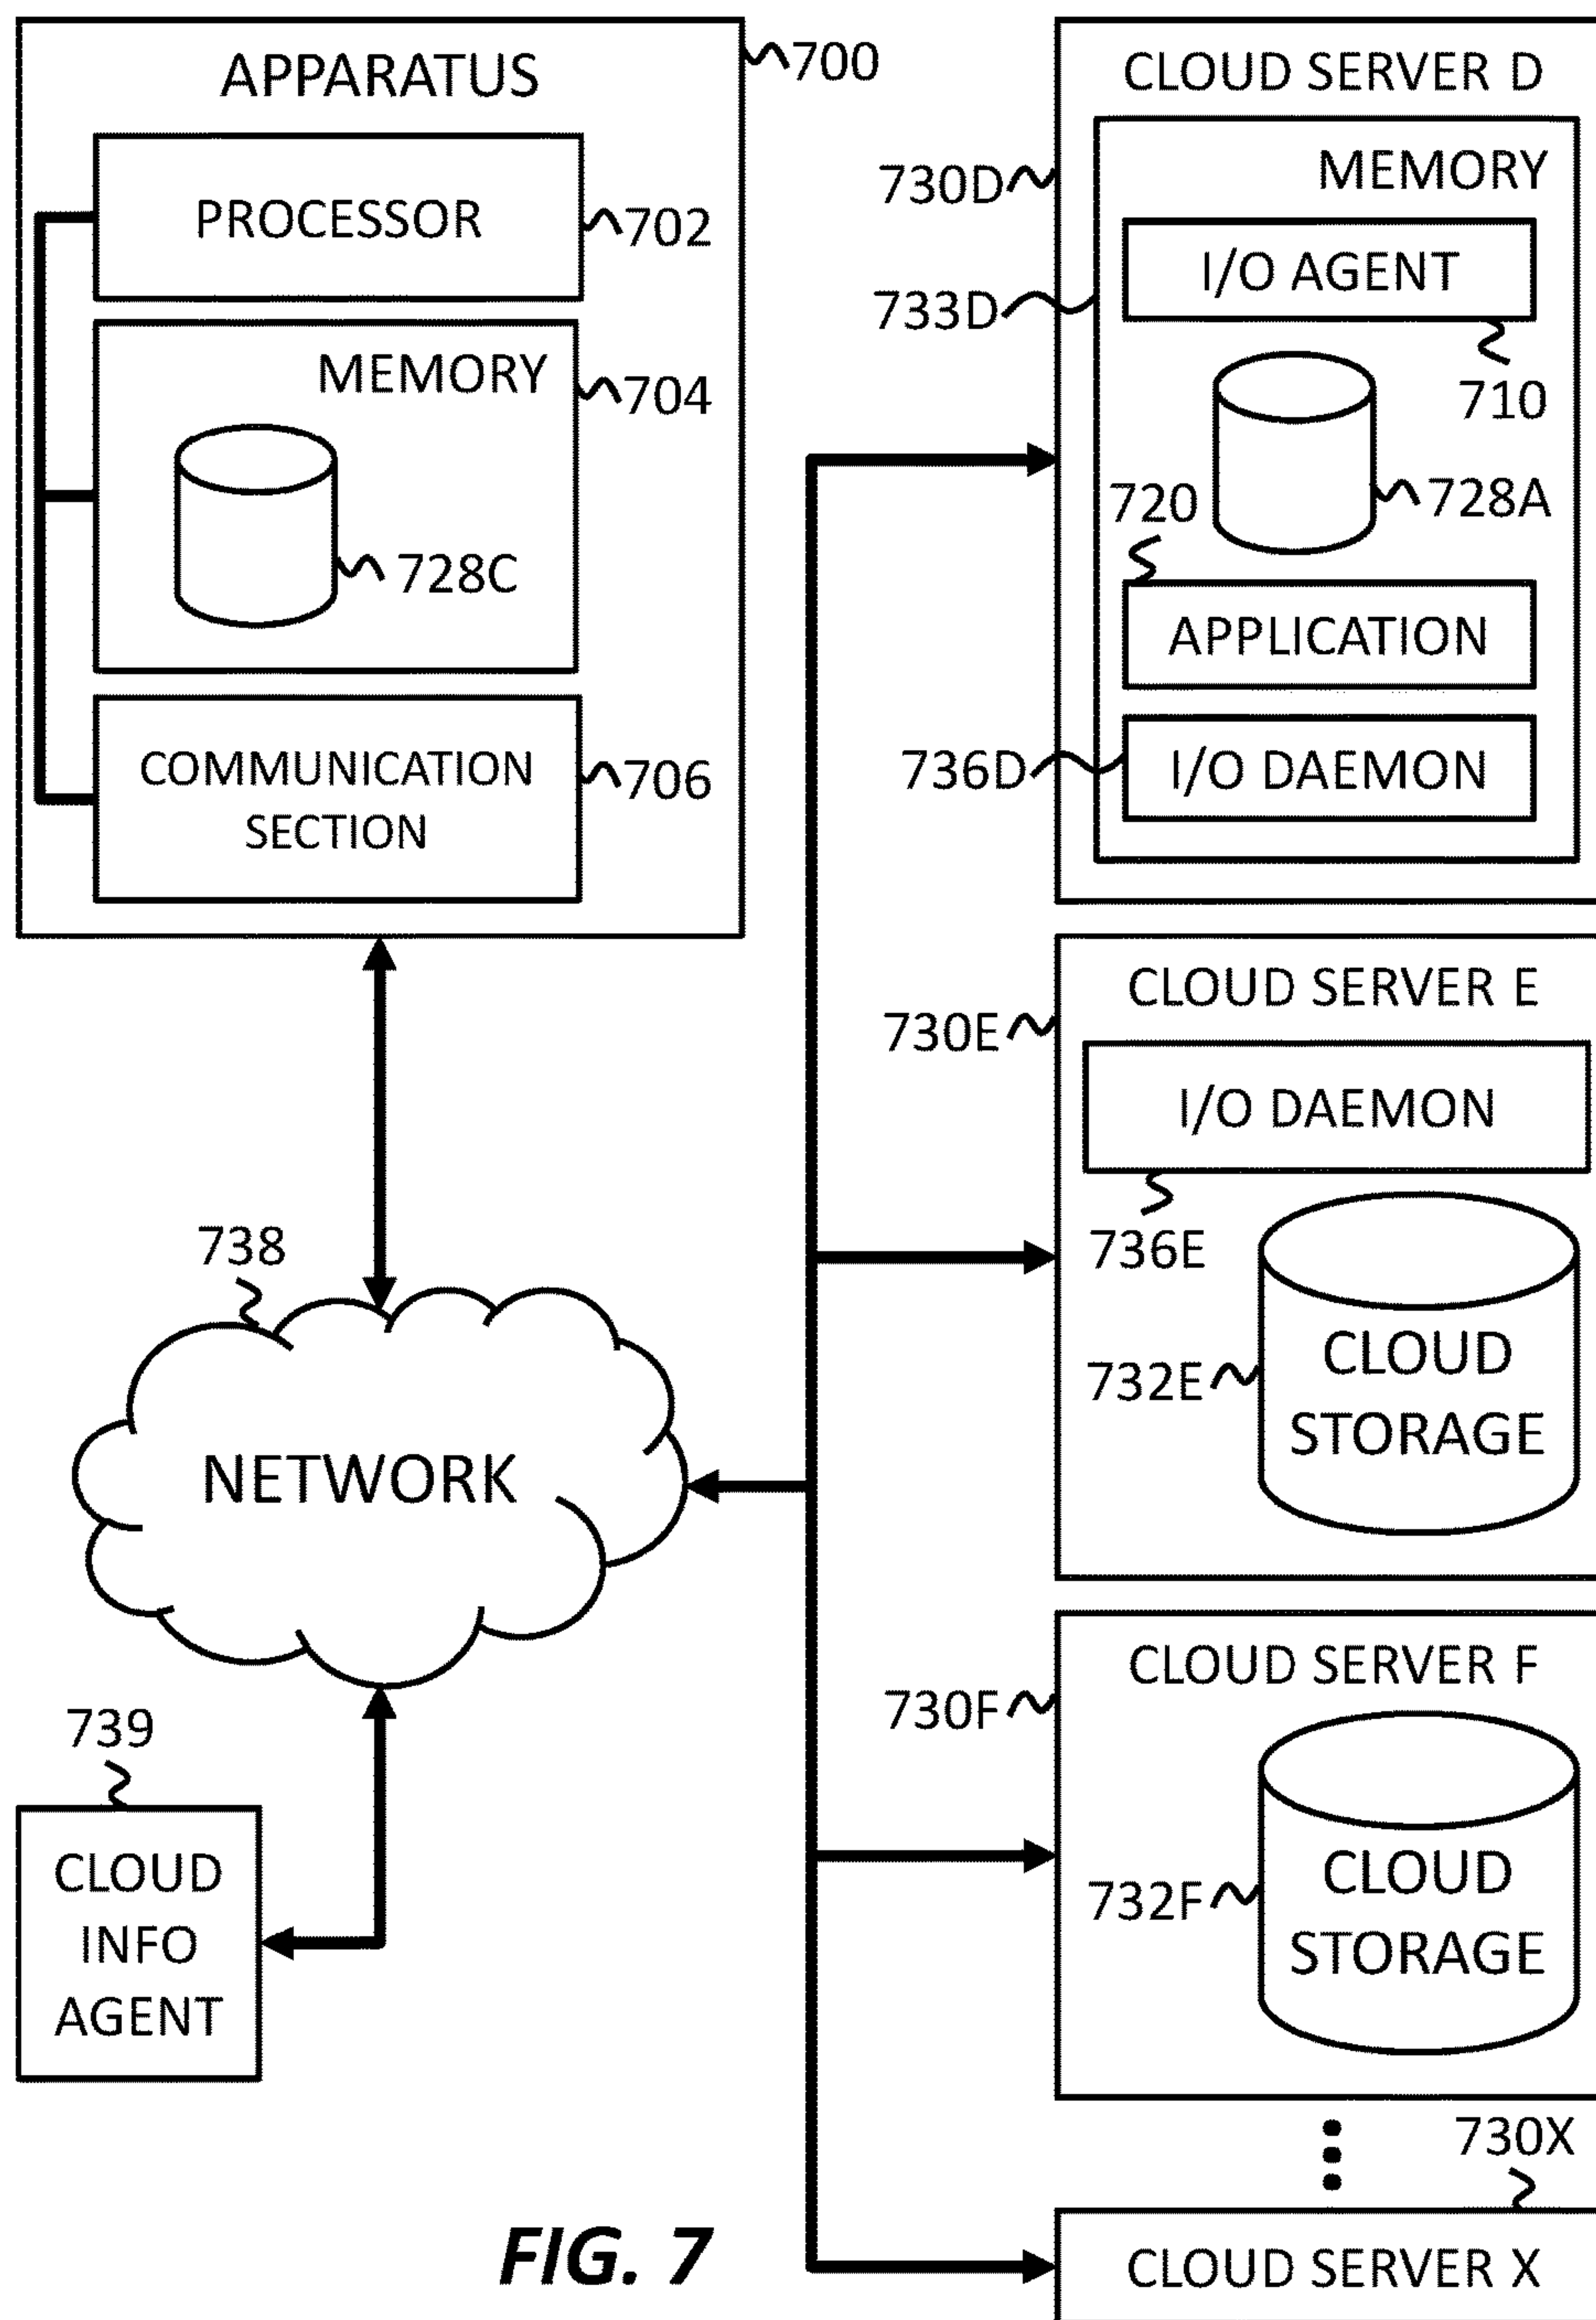 APPARATUS
700
PROCESSOR
702
MEMORY
704
728C
COMMUNICATION
SECTION
706
738
NETWORK
739
CLOUD
INFO
AGENT
CLOUD SERVER D
730D
MEMORY
733D
I/O AGENT
710
728A
720
APPLICATION
736D
I/O DAEMON
CLOUD SERVER E
730E
I/O DAEMON
736E
732E
CLOUD
STORAGE
CLOUD SERVER F
730F
732F
CLOUD
STORAGE
730X
CLOUD SERVER X
FIG. 7